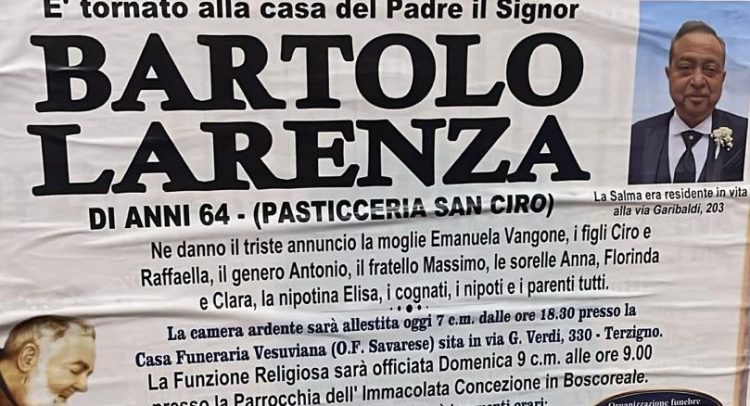 E' tornato alla casa del Padre il Signor
BARTOLO
LARENZA
DI ANNI 64 - (PASTICCERIA SAN CIRO)
La Salma era residente in vita
alla via Garibaldi, 203
Ne danno il triste annuncio la moglie Emanuela Vangone, i figli Ciro e
Raffaella, il genero Antonio, il fratello Massimo, le sorelle Anna, Florinda
e Clara, la nipotina Elisa, i cognati, i nipoti e i parenti tutti.
La camera ardente sarà allestita oggi 7 c.m. dalle ore 18.30 presso la
Casa Funeraria Vesuviana (O.F. Savarese) sita in via G. Verdi, 330 - Terzigno.
La Funzione Religiosa sarà officiata Domenica 9 c.m. alle ore 9.00
presso la Parrocchia dell' Immacolata Concezione in Boscoreale.
orari:
Organizzazione funebre